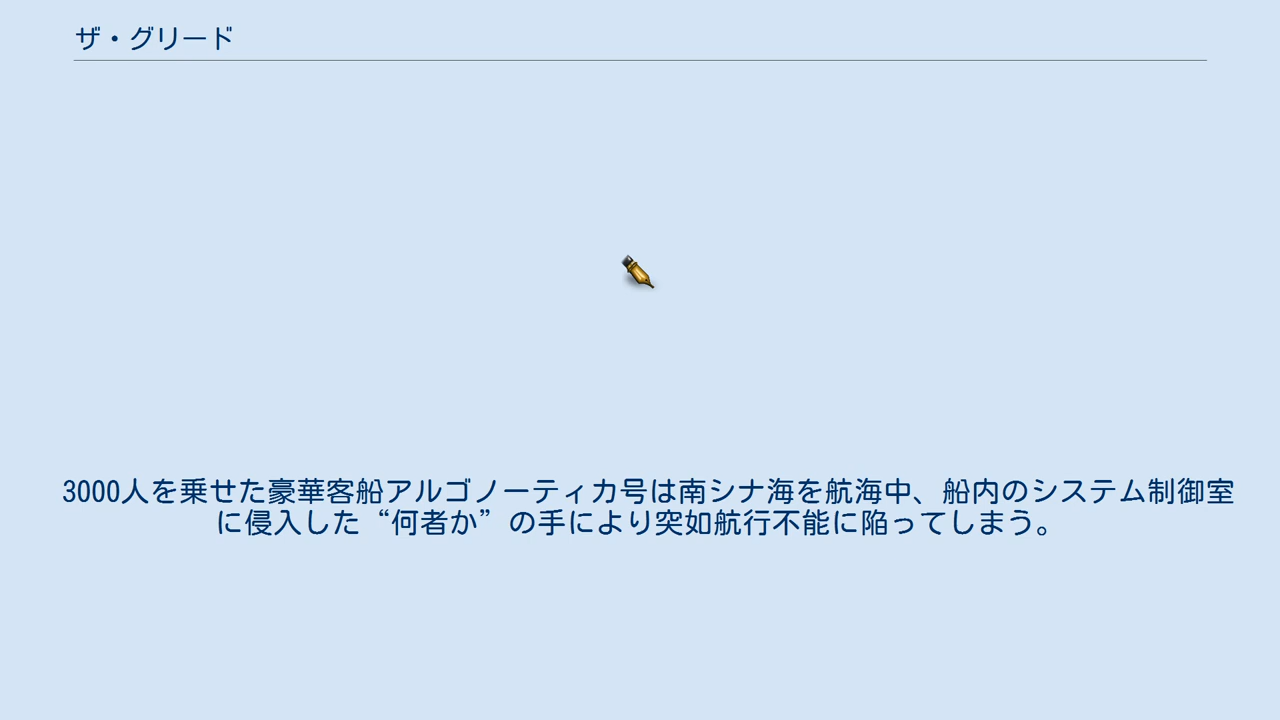 ザ・グリード
3000人を乗せた豪華客船アルゴノーティカ号は南シナ海を航海中、船内のシステム制御室
に侵入した“何者か”の手により突如航行不能に陥ってしまう。